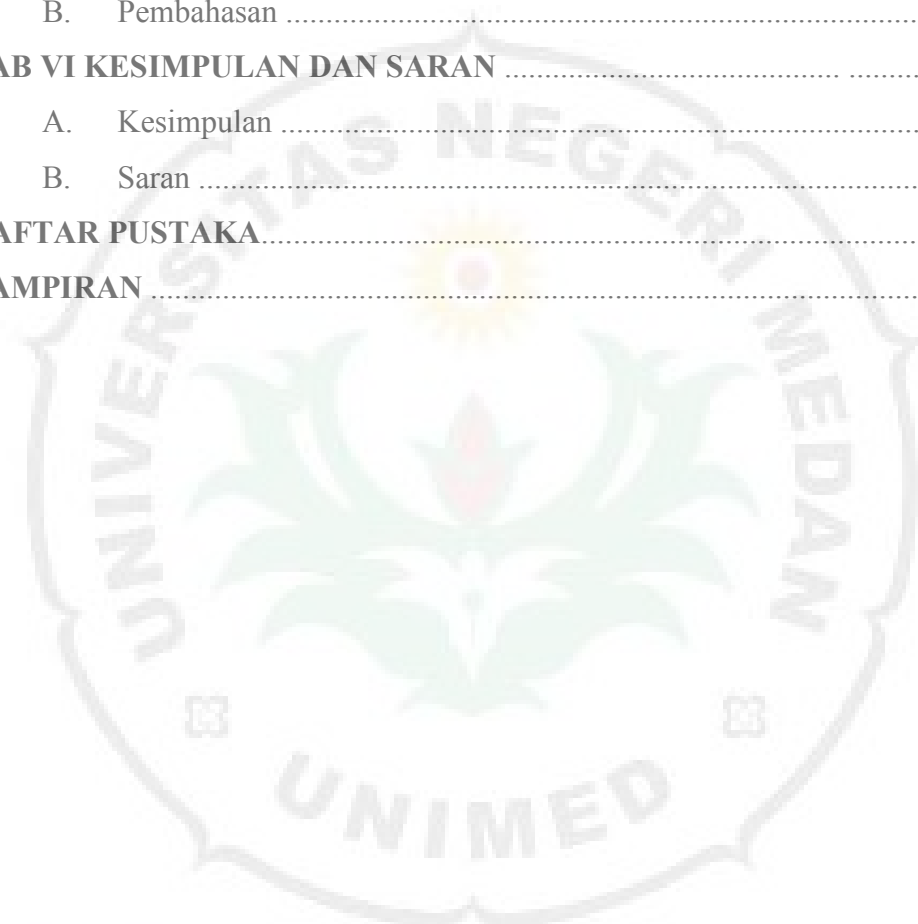 B. Pembahasan ................................................................................
AB VI KESIMPULAN DAN SARAN .......................................... .........
A. Kesimpulan ................................................................................
B. Saran ..........................................................................................
AFTAR PUSTAKA..................................................................................
AMPIRAN ................................................................................................
UNIVERSITAS NEGERI MEDAN
UNIMED